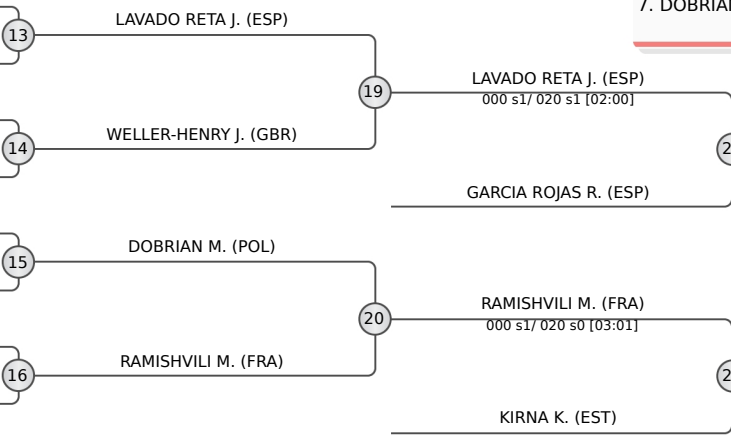 7. DOBRIAN
LAVADO RETA J. (ESP)
13
LAVADO RETA J. (ESP)
19
000 s1/ 020 s1 [02:00]
WELLER-HENRY J. (GBR)
14
GARCIA ROJAS R. (ESP)
DOBRIAN M. (POL)
15
RAMISHVILI M. (FRA)
20
000 s1/ 020 s0 [03:01]
RAMISHVILI M. (FRA)
16
KIRNA K. (EST)